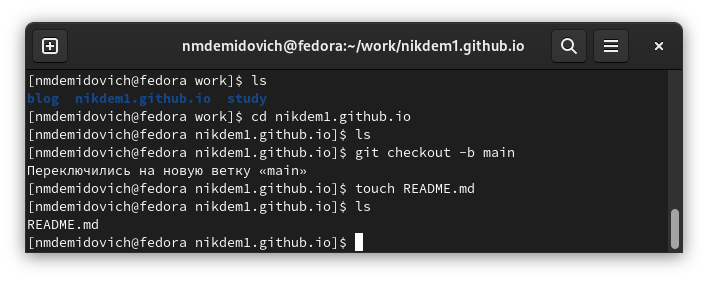 nmdemidovich@fedora:~/work/nikdem1.github.io
[nmdemidovich@fedora work]$ ls
blog  nikdem1.github.io  study
[nmdemidovich@fedora work]$ cd nikdem1.github.io
[nmdemidovich@fedora nikdem1.github.io]$ ls
[nmdemidovich@fedora nikdem1.github.io]$ git checkout -b main
Переключились на новую ветку «main»
[nmdemidovich@fedora nikdem1.github.io]$ touch README.md
[nmdemidovich@fedora nikdem1.github.io]$ ls
README.md
[nmdemidovich@fedora nikdem1.github.io]$